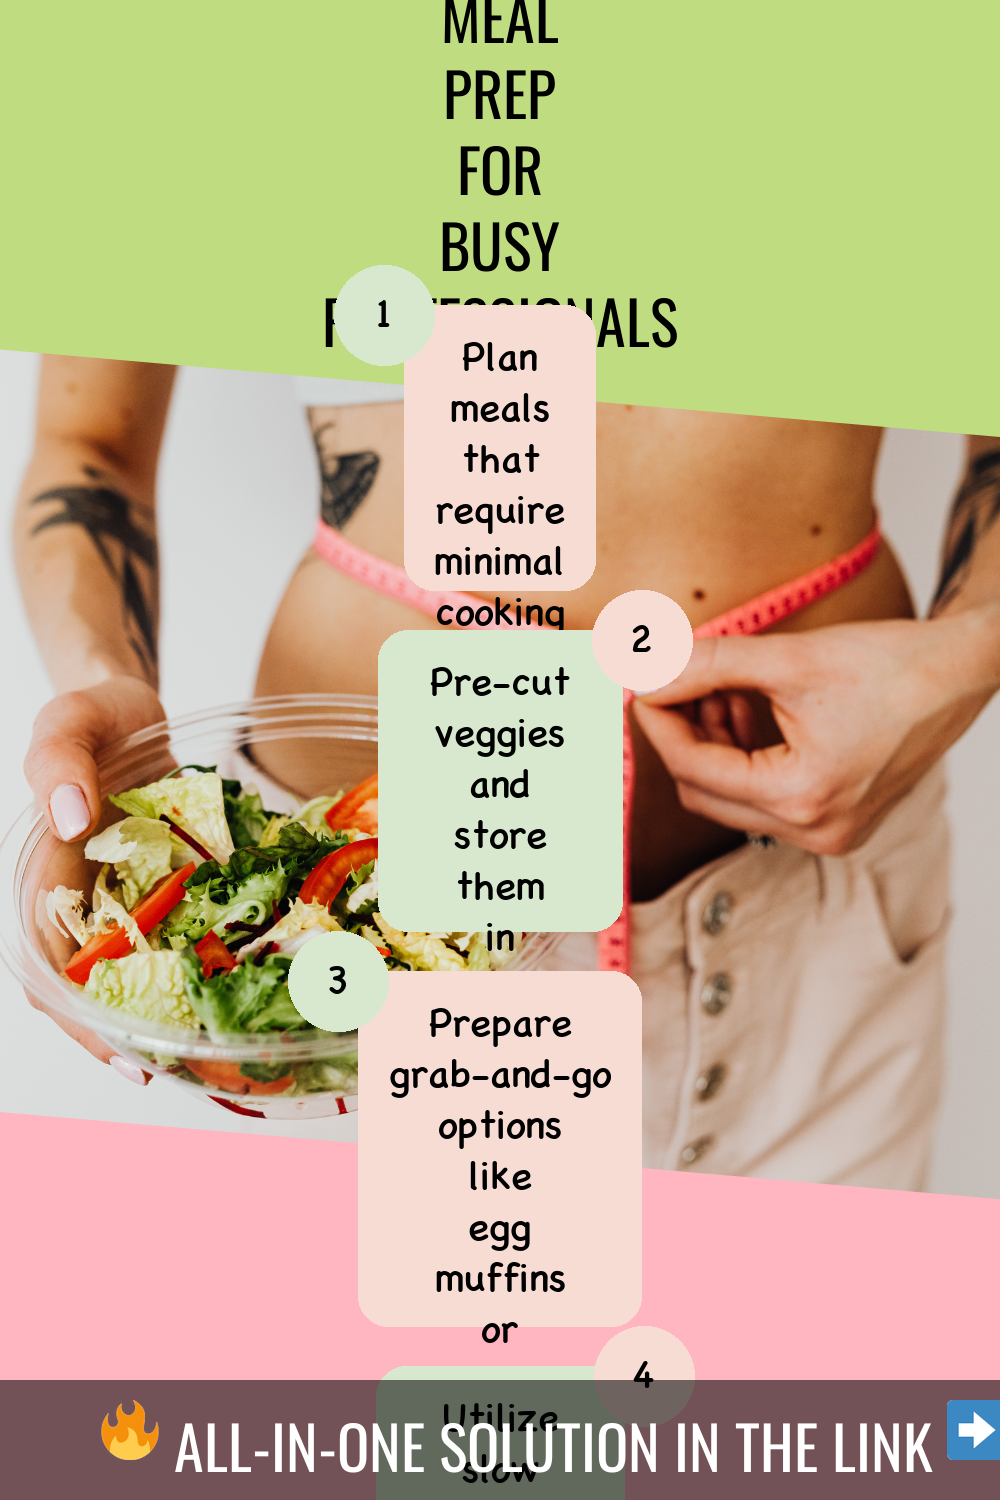 MEAL
PREP
FOR
BUSY
PROFESSIONALS
1
Plan
meals
that
require
minimal
cooking
2
Pre-cut
veggies
and
store
them
in
3
Prepare
grab-and-go
options
like
egg
muffins
or
4
Utilize
slow
ALL-IN-ONE SOLUTION IN THE LINK